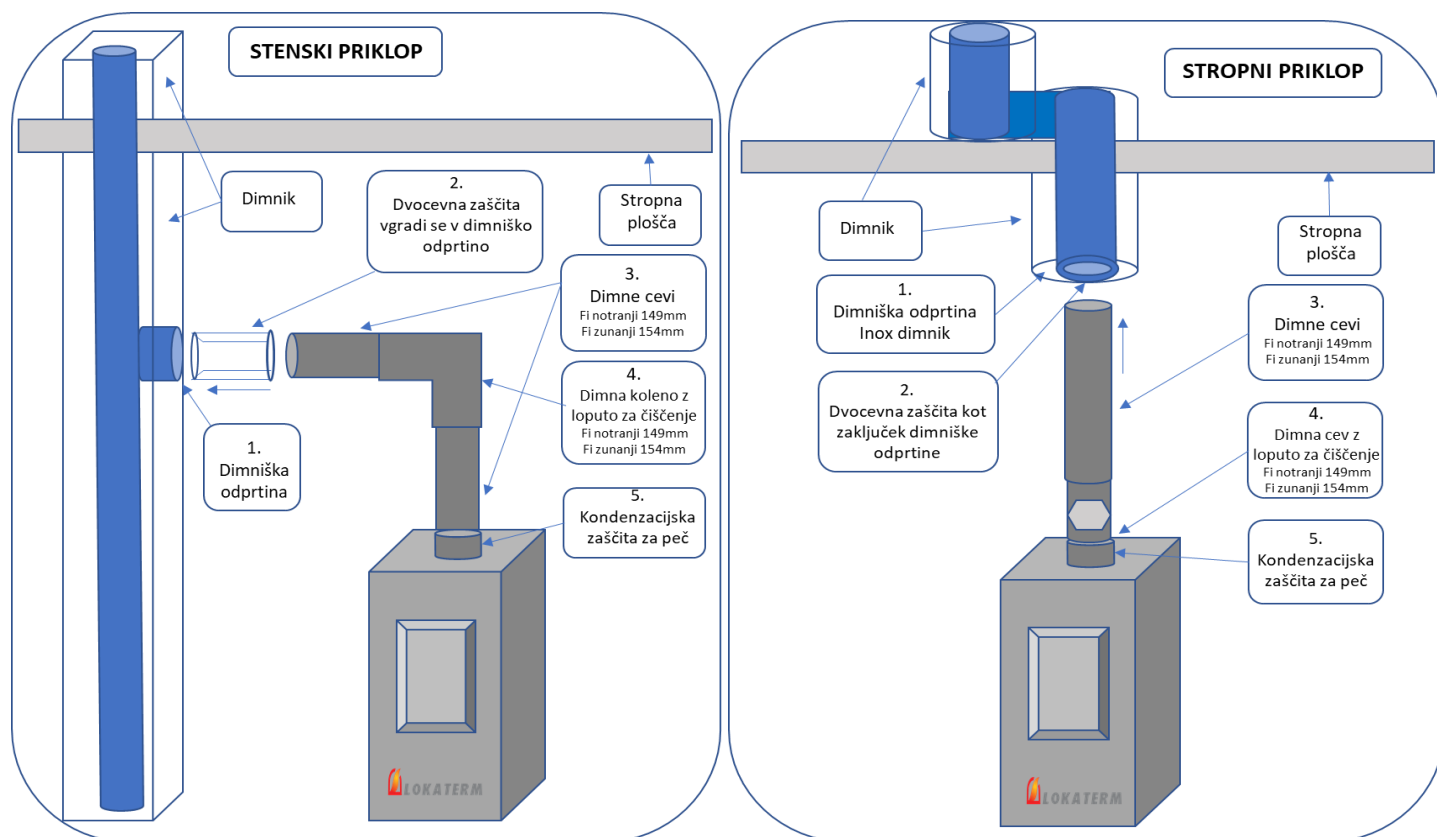 STENSKI PRIKLOP
Dimnik
2.
Dvocevna zaščita
vgradi se v dimniško
odprtino
Stropna
plošča
3.
Dimne cevi
Fi notranji 149mm
Fi zunanji 154mm
4.
Dimna koleno z
loputo za čiščenje
Fi notranji 149mm
Fi zunanji 154mm
1.
Dimniška
odprtina
5.
Kondenzacijska
zaščita za peč
LOKATERM
STROPNI PRIKLOP
Dimnik
Stropna
plošča
1.
Dimniška odprtina
Inox dimnik
3.
Dimne cevi
Fi notranji 149mm
Fi zunanji 154mm
2.
Dvocevna zaščita kot
zaključek dimniške
odprtine
4.
Dimna cev z
loputo za čiščenje
Fi notranji 149mm
Fi zunanji 154mm
5.
Kondenzacijska
zaščita za peč
LOKATERM